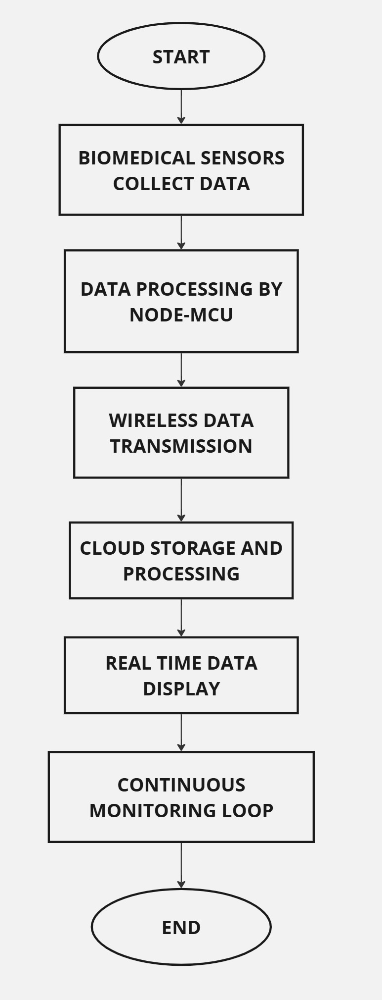 START
BIOMEDICAL SENSORS
COLLECT DATA
DATA PROCESSING BY
NODE-MCU
WIRELESS DATA
TRANSMISSION
CLOUD STORAGE AND
PROCESSING
REAL TIME DATA
DISPLAY
CONTINUOUS
MONITORING LOOP
END